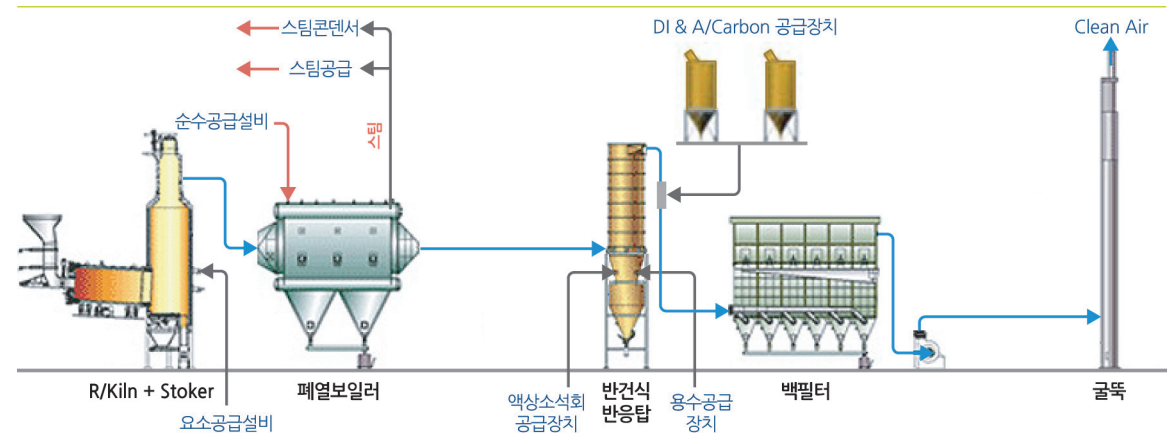 스팀콘덴서
스팀공급
순수공급설비
스팀
DI & A/Carbon 공급장치
Clean Air
R/Kiln + Stoker
폐열보일러
반건식
반응탑
백필터
굴뚝
요소공급설비
액상소석회
공급장치
용수공급
장치